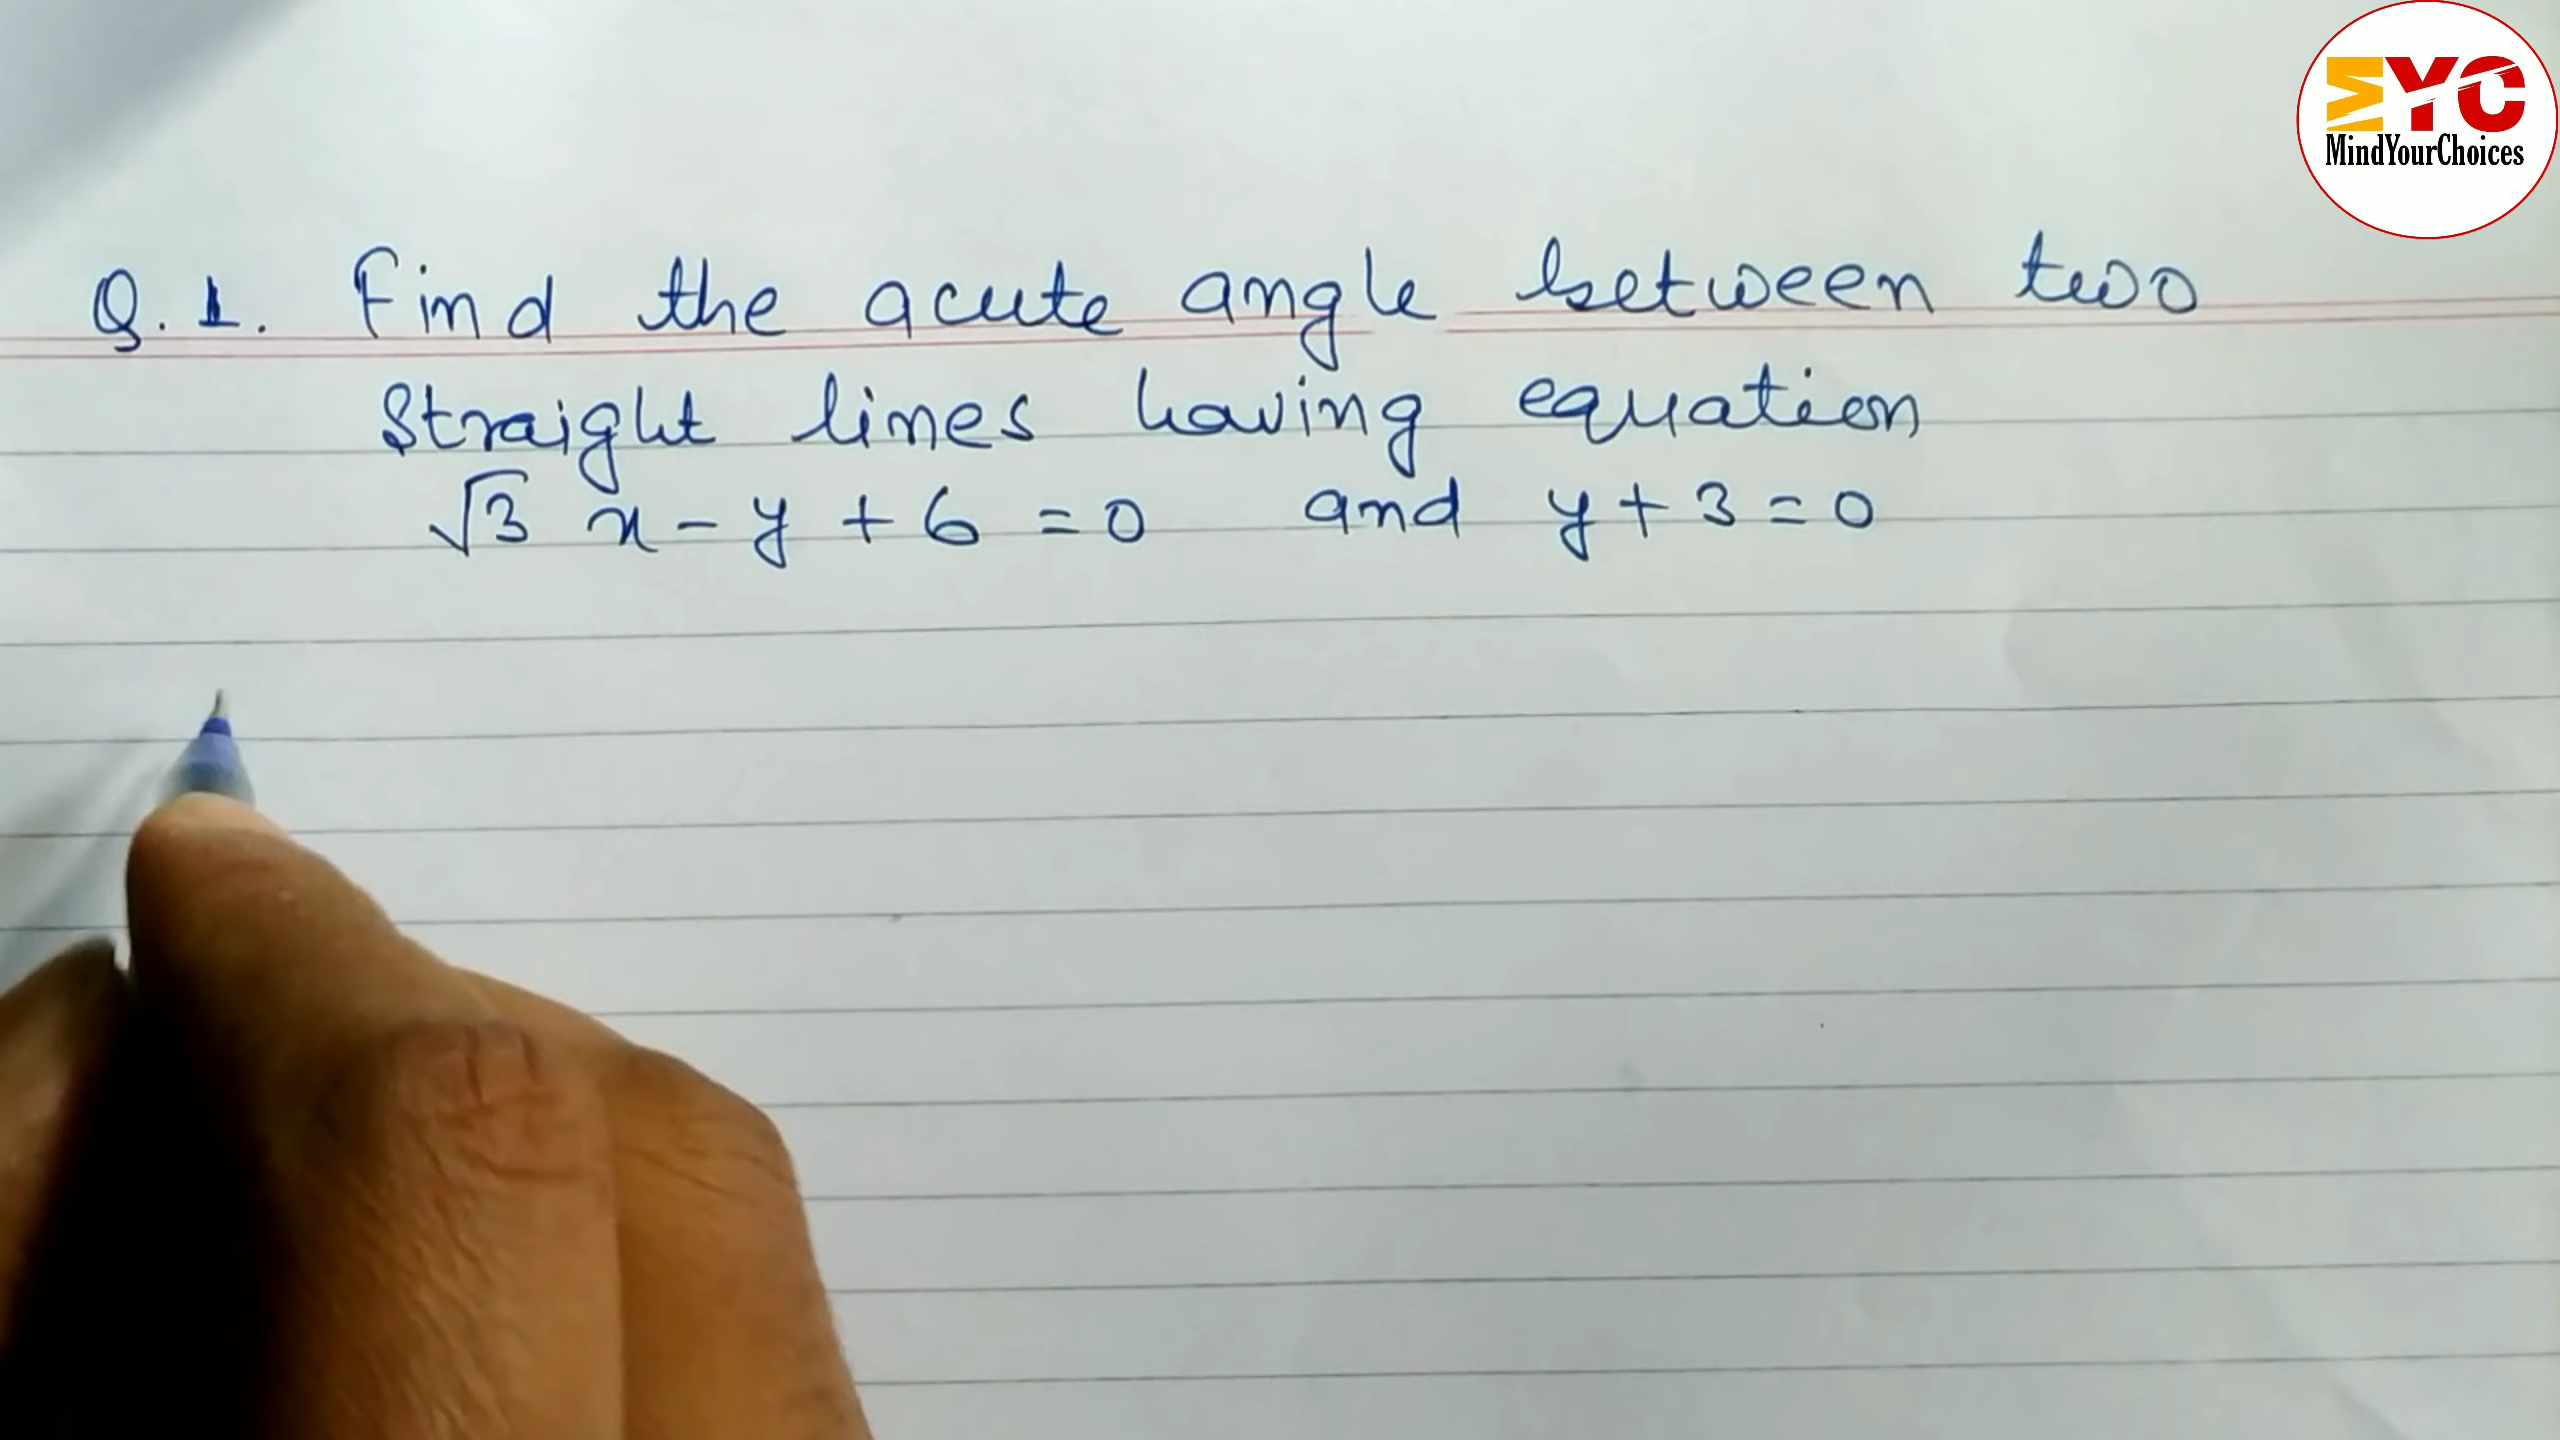 MYC
MindYourChoices
Q.1. Find the acute angle between two
Straight lines having equation
√3 x - y + 6 = 0 and y + 3 = 0